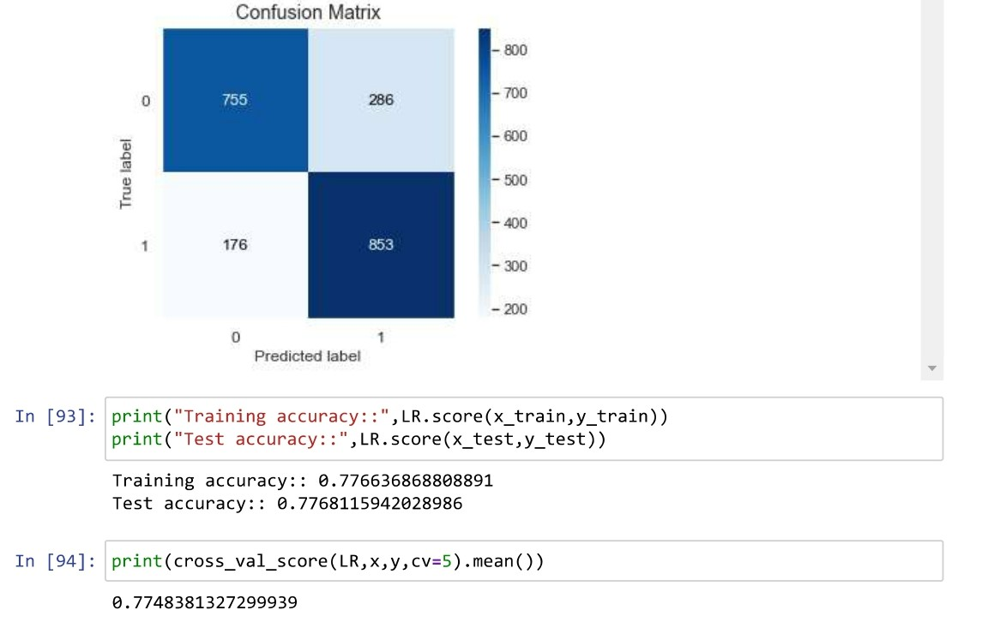 Confusion Matrix
800
0 755 286
700
600
True label
500
400
1 176 853
300
200
0 1
Predicted label
In [93]: print("Training accuracy::",LR.score(x_train,y_train))
print("Test accuracy::",LR.score(x_test,y_test))
Training accuracy:: 0.776636868808891
Test accuracy:: 0.7768115942028986
In [94]: print(cross_val_score(LR,x,y,cv=5).mean())
0.7748381327299939